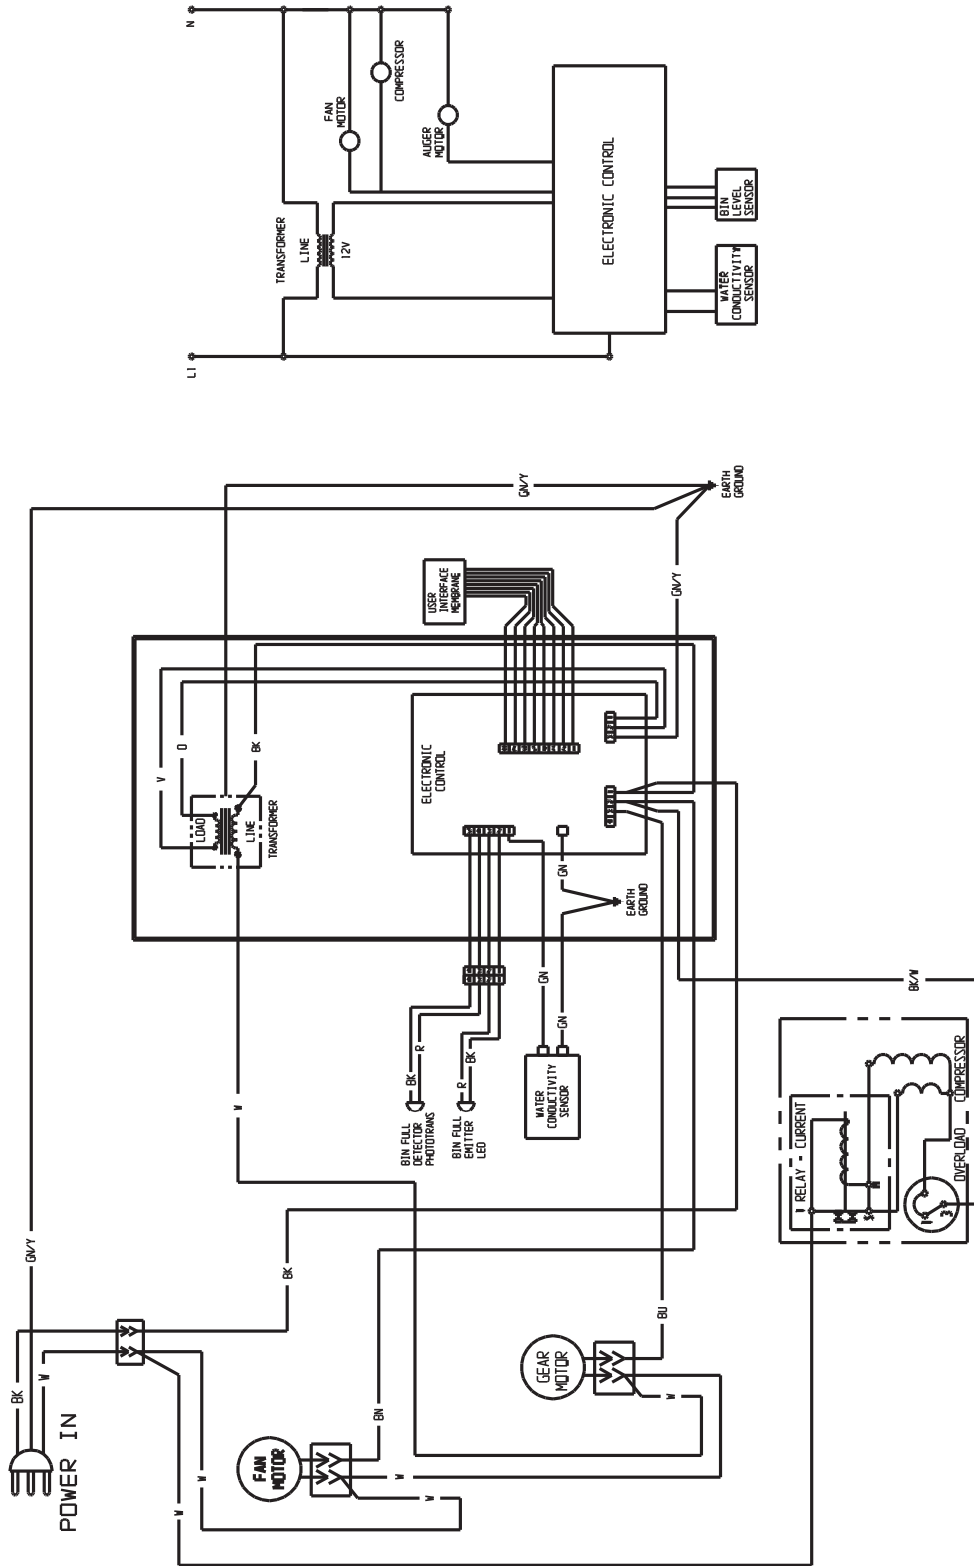 N
FAN
MOTOR
COMPRESSOR
AUGER
MOTOR
TRANSFORMER
LINE
12V
ELECTRONIC CONTROL
BIN
LEVEL
SENSOR
WATER
CONDUCTIVITY
SENSOR
L1
GN/Y
EARTH
GROUND
USER
INTERFACE
MEMBRANE
GN/Y
V
O
BK
LOAD
LINE
TRANSFORMER
ELECTRONIC
CONTROL
GN
EARTH
GROUND
W
BK
R
R
BK
BIN FULL
DETECTOR
PHOTOTRANS
BIN FULL
EMITTER
LED
GN
GN
WATER
CONDUCTIVITY
SENSOR
BK/W
RELAY - CURRENT
COMPRESSOR
OVERLOAD
S
M
1
3
GN/Y
BK
BU
BN
GEAR
MOTOR
W
BK
W
POWER IN
FAN
MOTOR
W
W
W
W